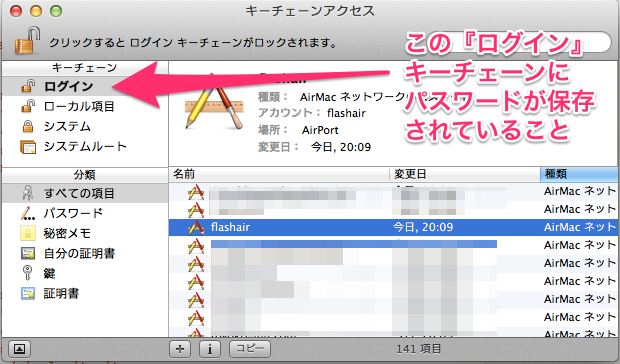 キーチェーンアクセス
クリックすると ログイン キーチェーンがロックされます。
この『ログイン』
キーチェーンに
パスワードが保存
されていること
キーチェーン
ログイン
ローカル項目
システム
システムルート
種類： AirMac ネットワークパス
アカウント： flashair
場所： AirPort
変更日： 今日, 20:09
分類
すべての項目
パスワード
秘密メモ
自分の証明書
鍵
証明書
名前 変更日 種類
AirMac ネット
AirMac ネット
flashair 今日, 20:09 AirMac ネット
AirMac ネット
AirMac ネット
AirMac ネット
AirMac ネット
AirMac ネット
AirMac ネット
コピー 141 項目